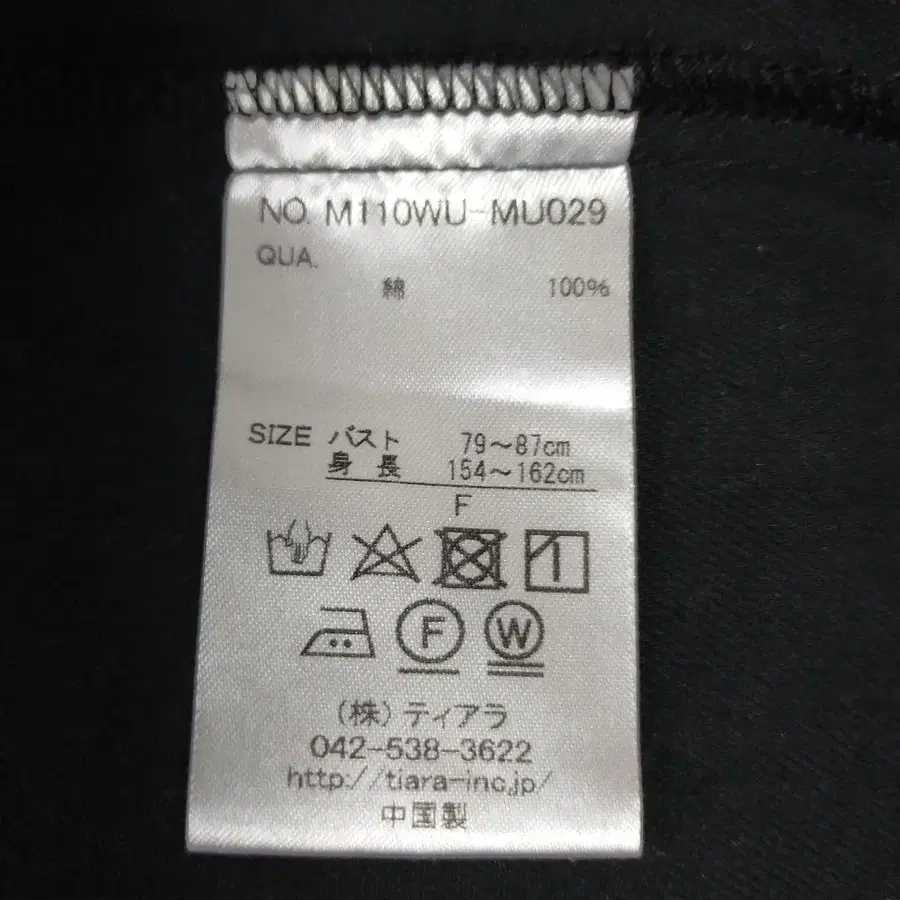 NO. M110WU-MU029
QUA.
綿 100%
SIZE バスト 79～87cm
身長 154～162cm
F
F W
(株)ティアラ
042-538-3622
http://tiara-inc.jp/
中国製